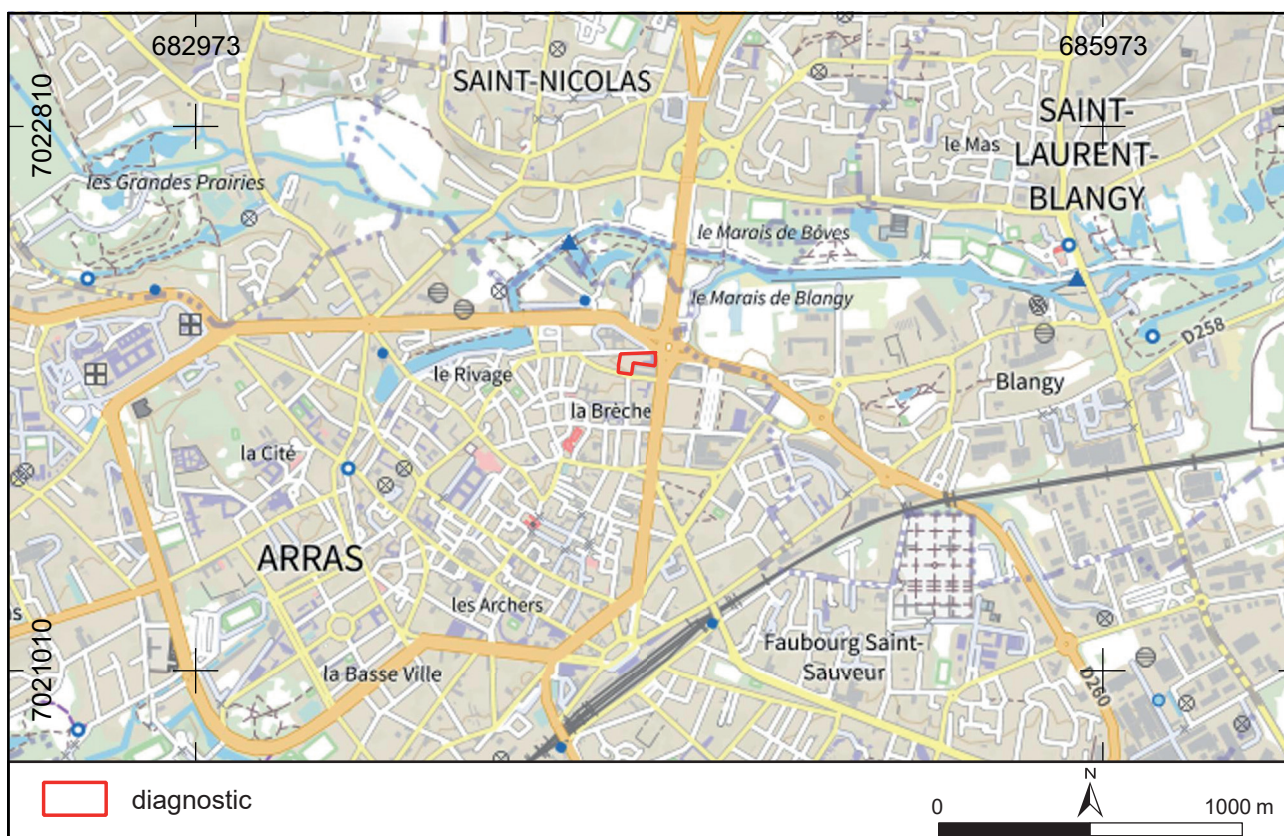 682973
685973
7022810
SAINT-NICOLAS
SAINT-
LAURENT-
BLANGY
le Mas
les Grandes Prairies
le Marais de Bôves
le Marais de Blangy
D258
le Rivage
Blangy
la Brèche
la Cité
ARRAS
les Archers
Faubourg Saint-
Sauveur
la Basse Ville
D260
7021010
diagnostic
N
0
1000 m